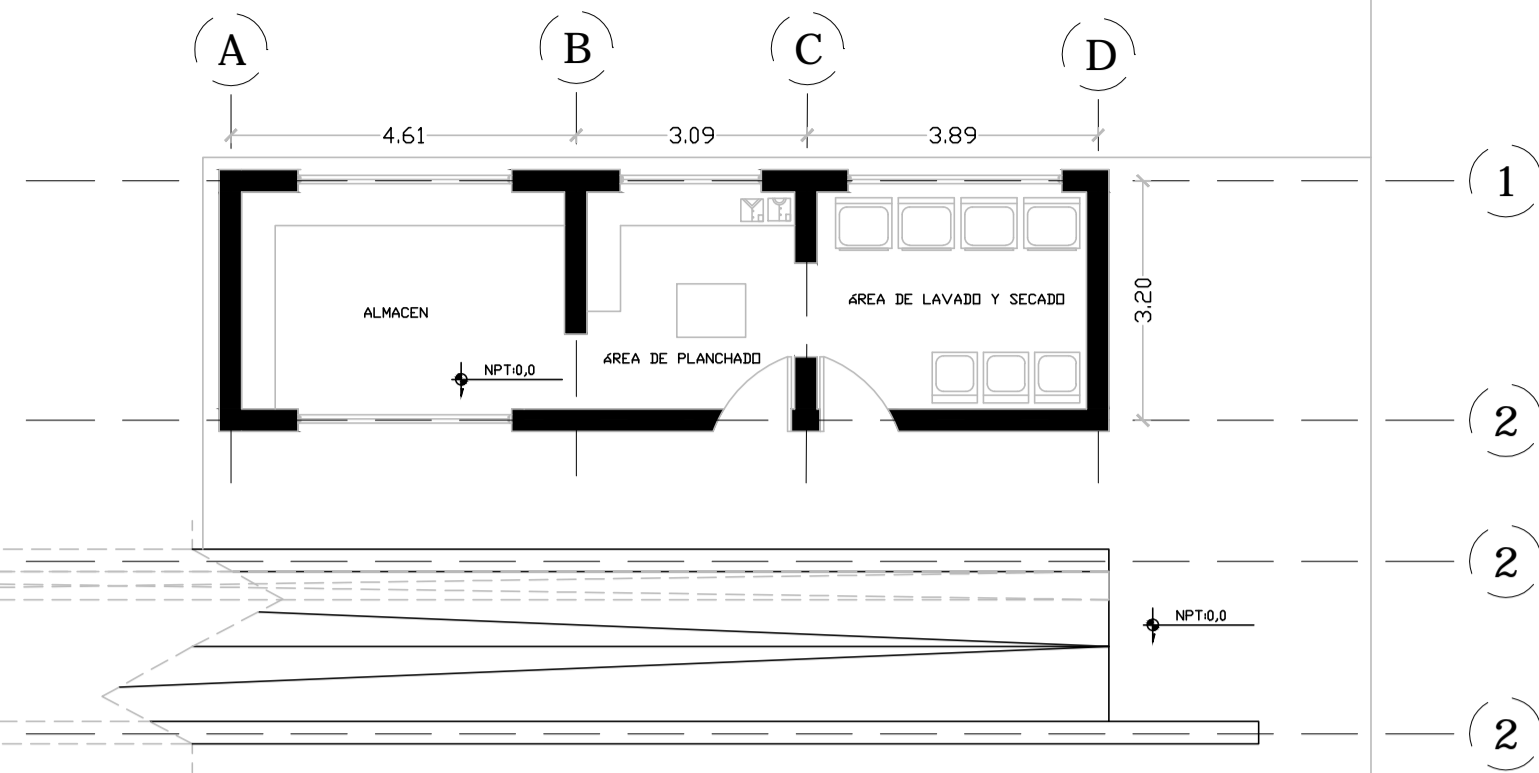 A B C D
4.61 3.09 3.89
1
3.20
ÁREA DE LAVADO Y SECADO
ALMACEN
ÁREA DE PLANCHADO
NPT:0,0
2
2
NPT:0,0
2